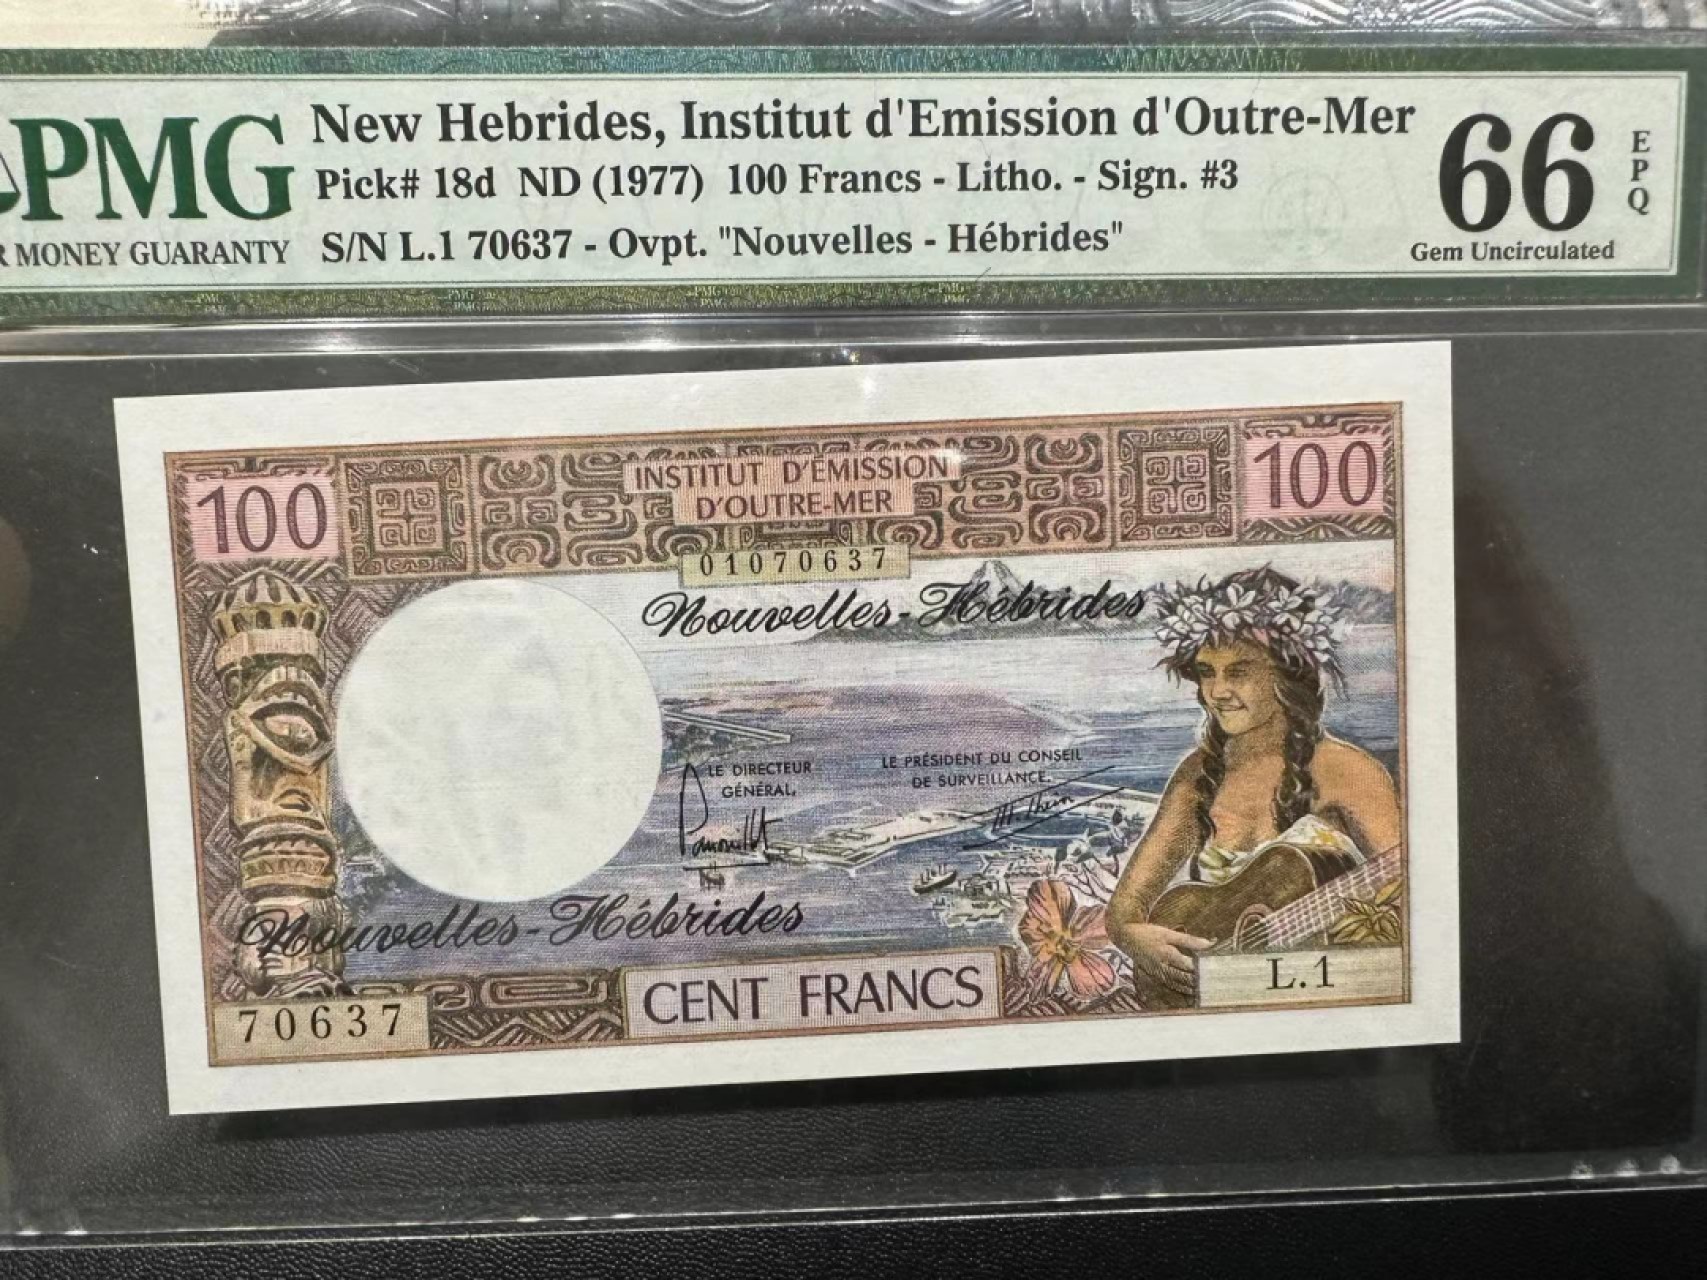 PMG
R MONEY GUARANTY
New Hebrides, Institut d'Emission d'Outre-Mer
Pick# 18d ND (1977) 100 Francs - Litho. - Sign. #3
S/N L.1 70637 - Ovpt. "Nouvelles - Hébrides"
66
EPQ
Gem Uncirculated
100
INSTITUT D'ÉMISSION
D'OUTRE-MER
100
01070637
Nouvelles-Hébrides
LE DIRECTEUR
GÉNÉRAL,
LE PRÉSIDENT DU CONSEIL
DE SURVEILLANCE,
Nouvelles-Hébrides
70637
CENT FRANCS
L.1